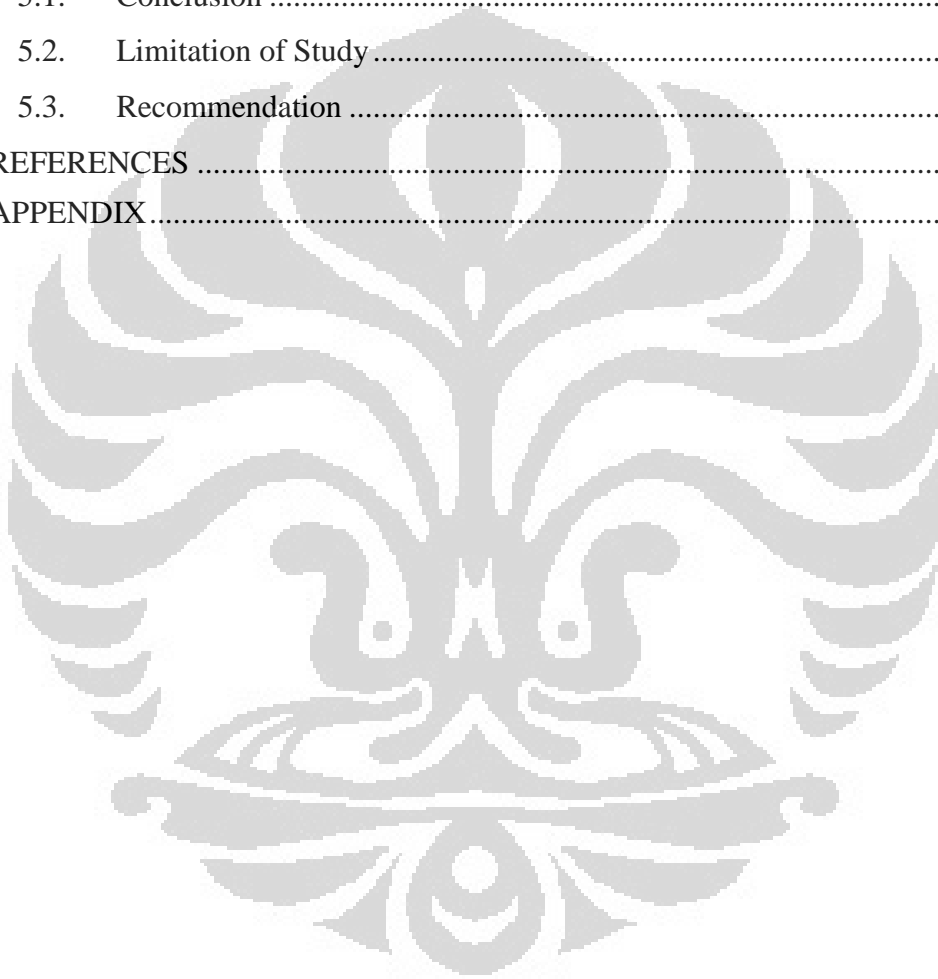 5.1. Conclusion ........................................................................................
5.2. Limitation of Study ........................................................................
5.3. Recommendation ............................................................................
REFERENCES ..............................................................................................
APPENDIX ....................................................................................................